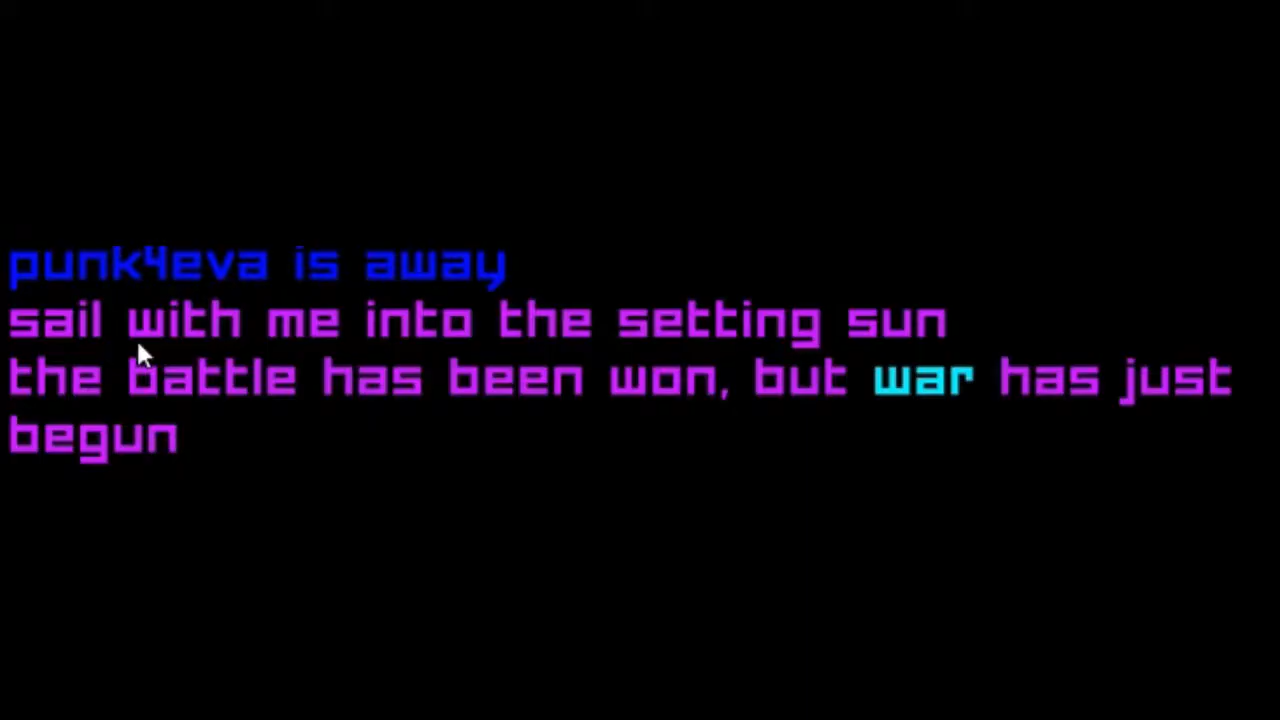 punk4eva is away
sail with me into the setting sun
the battle has been won, but war has just
begun